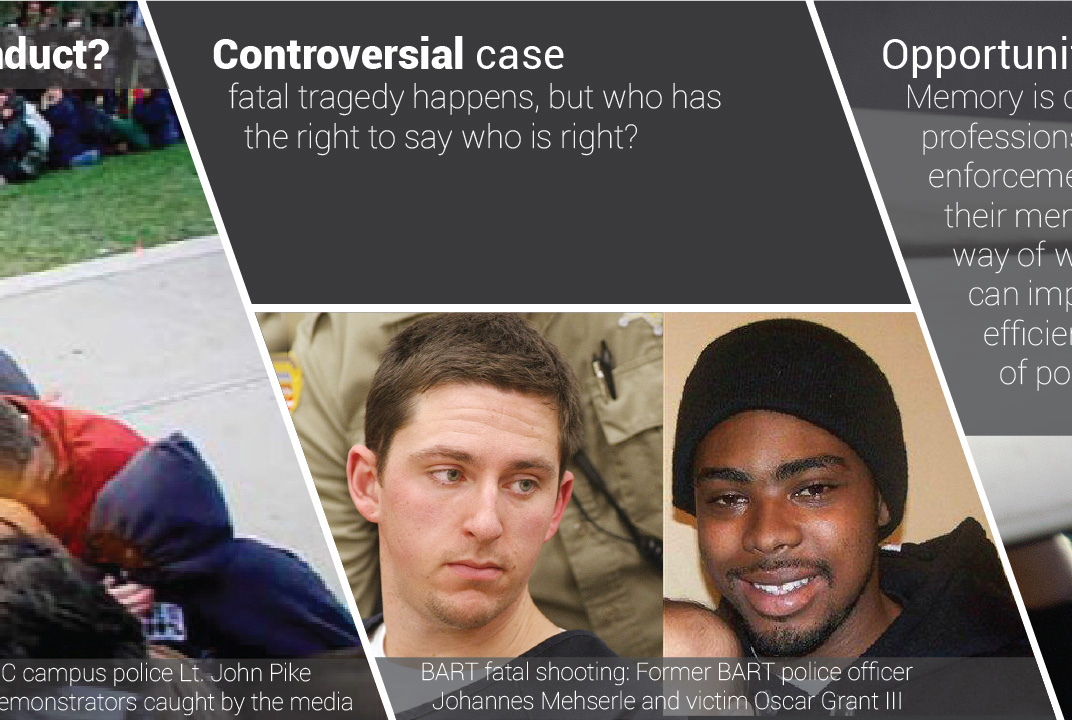 nduct?
Controversial case
fatal tragedy happens, but who has
the right to say who is right?
Opportunit
Memory is c
professions
enforceme
their mem
way of w
can imp
efficien
of po
C campus police Lt. John Pike
emonstrators caught by the media
BART fatal shooting: Former BART police officer
Johannes Mehserle and victim Oscar Grant III